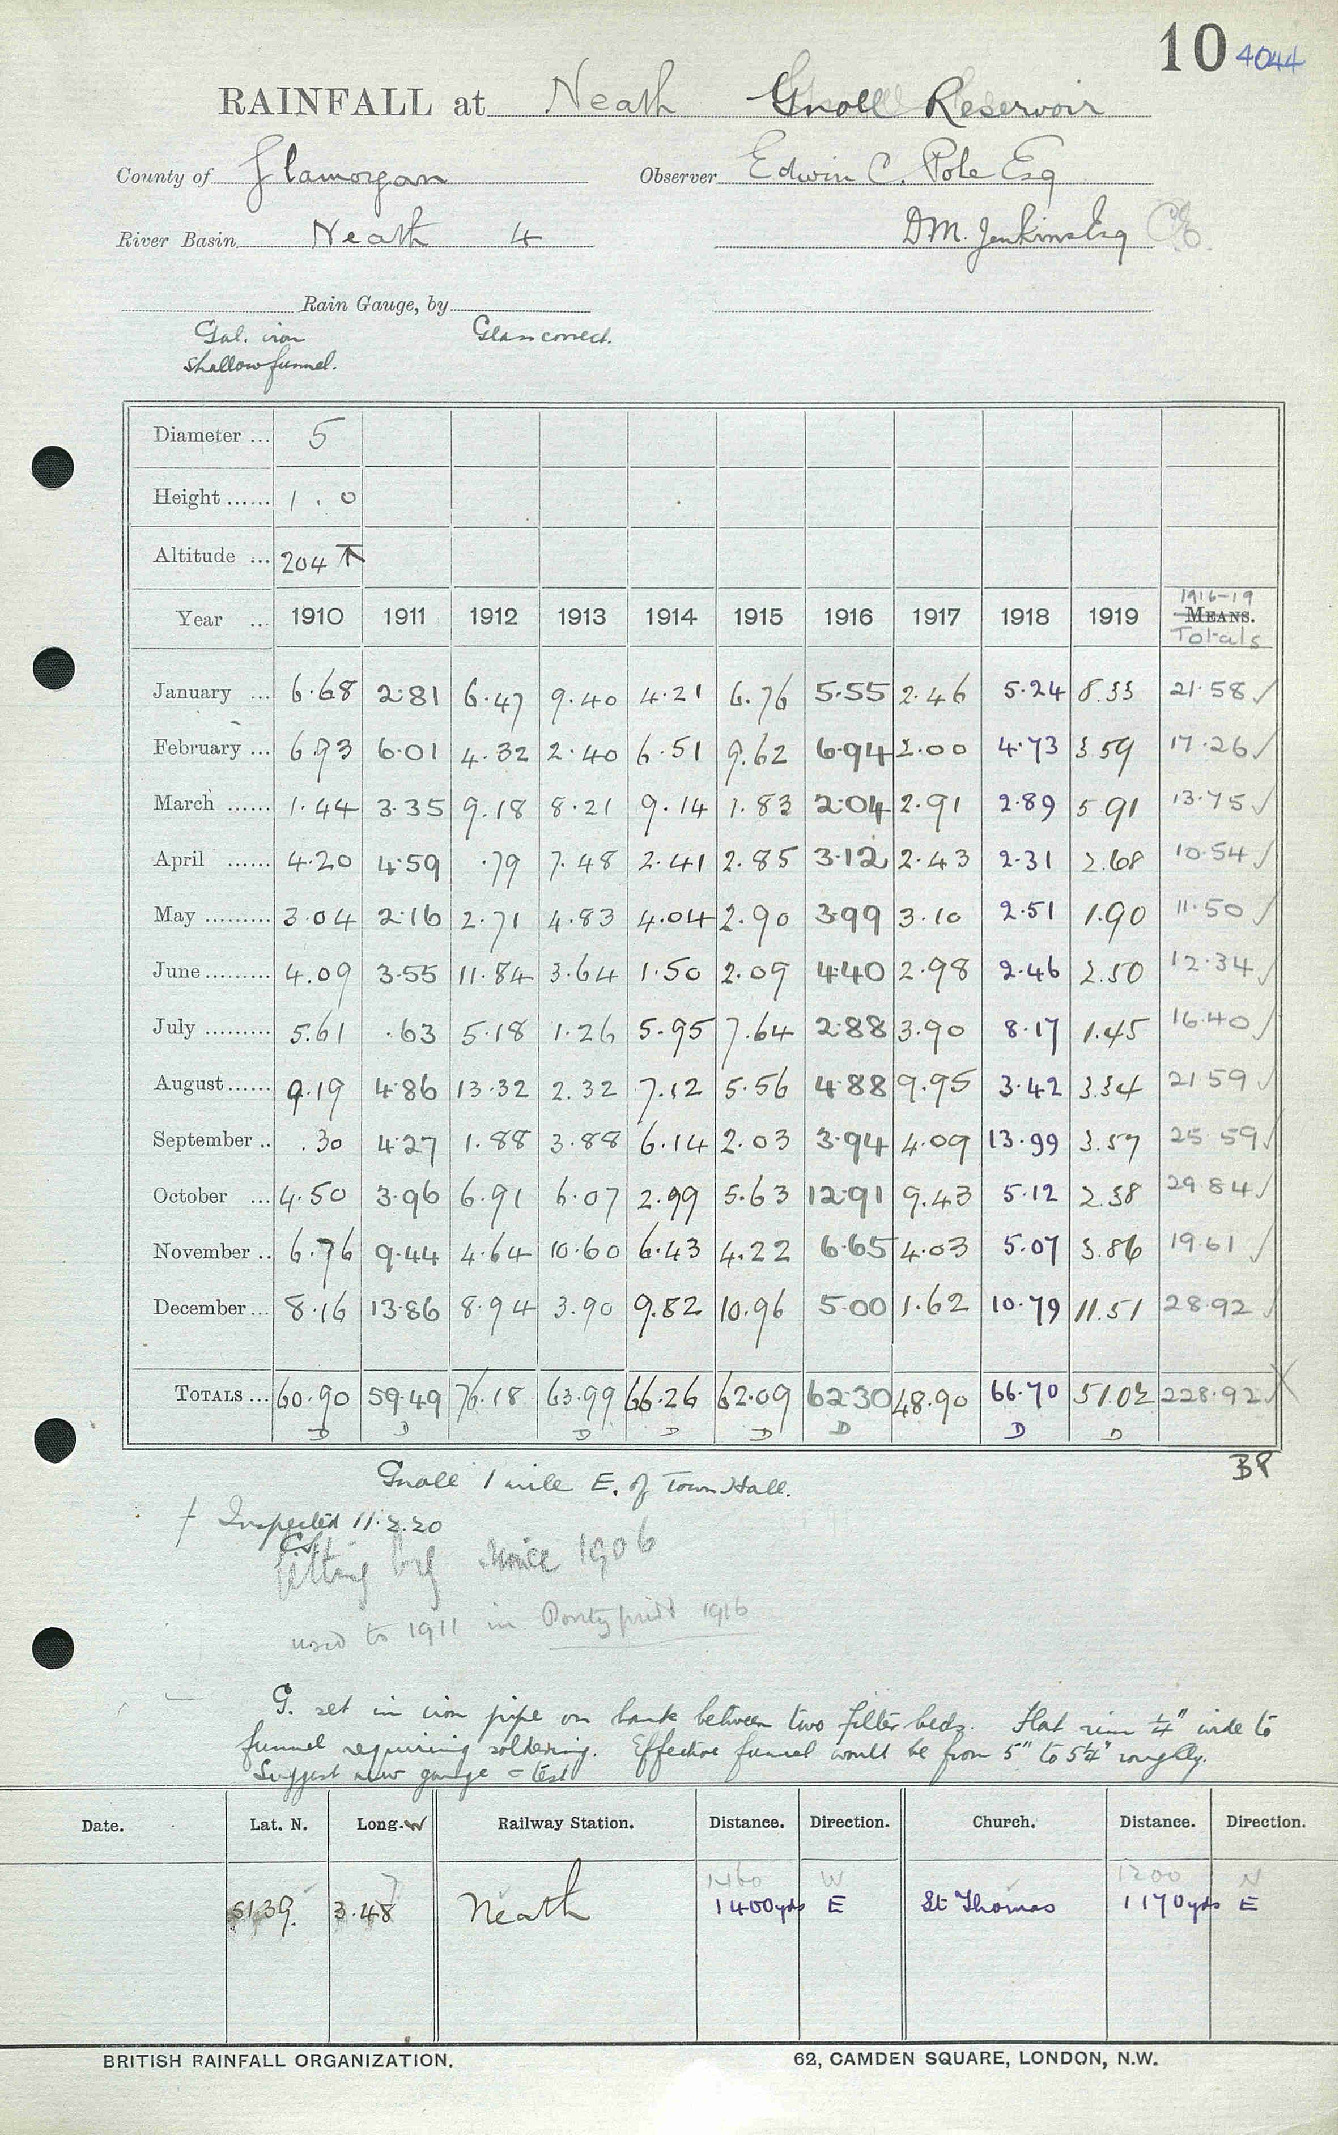 10 4044
RAINFALL at Neath Gnoll Reservoir
County of Glamorgan Observer Edwin C. Pole Esq
River Basin Neath 4 D.M. Jenkins Esq C.E.
Rain Gauge, by
Gal. iron Glass correct.
Shallow funnel.
Diameter ... 5
Height ...... 1 . 0
Altitude ... 204 ↑
1916-19
Year ... 1910 1911 1912 1913 1914 1915 1916 1917 1918 1919 MEANS.
Totals
January ... 6.68 2.81 6.47 9.40 4.21 6.76 5.55 2.46 5.24 8.33 21.58 ✓
February ... 6.93 6.01 4.32 2.40 6.51 9.62 6.94 2.00 4.73 3.59 17.26 ✓
March ...... 1.44 3.35 9.18 8.21 9.14 1.83 2.04 2.91 2.89 5.91 13.75 ✓
April ...... 4.20 4.59 .79 7.48 2.41 2.85 3.12 2.43 2.31 2.68 10.54 ✓
May ......... 3.04 2.16 2.71 4.83 4.04 2.90 3.99 3.10 2.51 1.90 11.50 ✓
June ......... 4.09 3.55 11.84 3.64 1.50 2.09 4.40 2.98 2.46 2.50 12.34 ✓
July ......... 5.61 .63 5.18 1.26 5.95 7.64 2.88 3.90 8.17 1.45 16.40 ✓
August ...... 9.19 4.86 13.32 2.32 7.12 5.56 4.88 9.95 3.42 3.34 21.59 ✓
September .. .30 4.27 1.88 3.88 6.14 2.03 3.94 4.09 13.99 3.57 25.59 ✓
October ... 4.50 3.96 6.91 6.07 2.99 5.63 12.91 9.43 5.12 2.38 29.84 ✓
November .. 6.76 9.44 4.64 10.60 6.43 4.22 6.65 4.03 5.07 3.86 19.61 ✓
December ... 8.16 13.86 8.94 3.90 9.82 10.96 5.00 1.62 10.79 11.51 28.92 ✓
TOTALS ... 60.90 59.49 76.18 63.99 66.26 62.09 62.30 48.90 66.70 51.02 228.92 ✓
D D D D D D D D
BP
Gnoll 1 mile E. of Town Hall.
† Inspected 11.2.20
since 1906
used to 1911 in Pontypridd 1916
G. set in iron pipe on bank between two filter beds. Flat rim ¼" wide to
funnel requiring soldering. Effective funnel would be from 5" to 5¼" roughly.
Suggest new gauge = test
Date. Lat. N. Long. W Railway Station. Distance. Direction. Church. Distance. Direction.
7 1460 W 1200 N
51 39 3.48 Neath 1400yds E St Thomas 1170yds E
BRITISH RAINFALL ORGANIZATION. 62, CAMDEN SQUARE, LONDON, N.W.